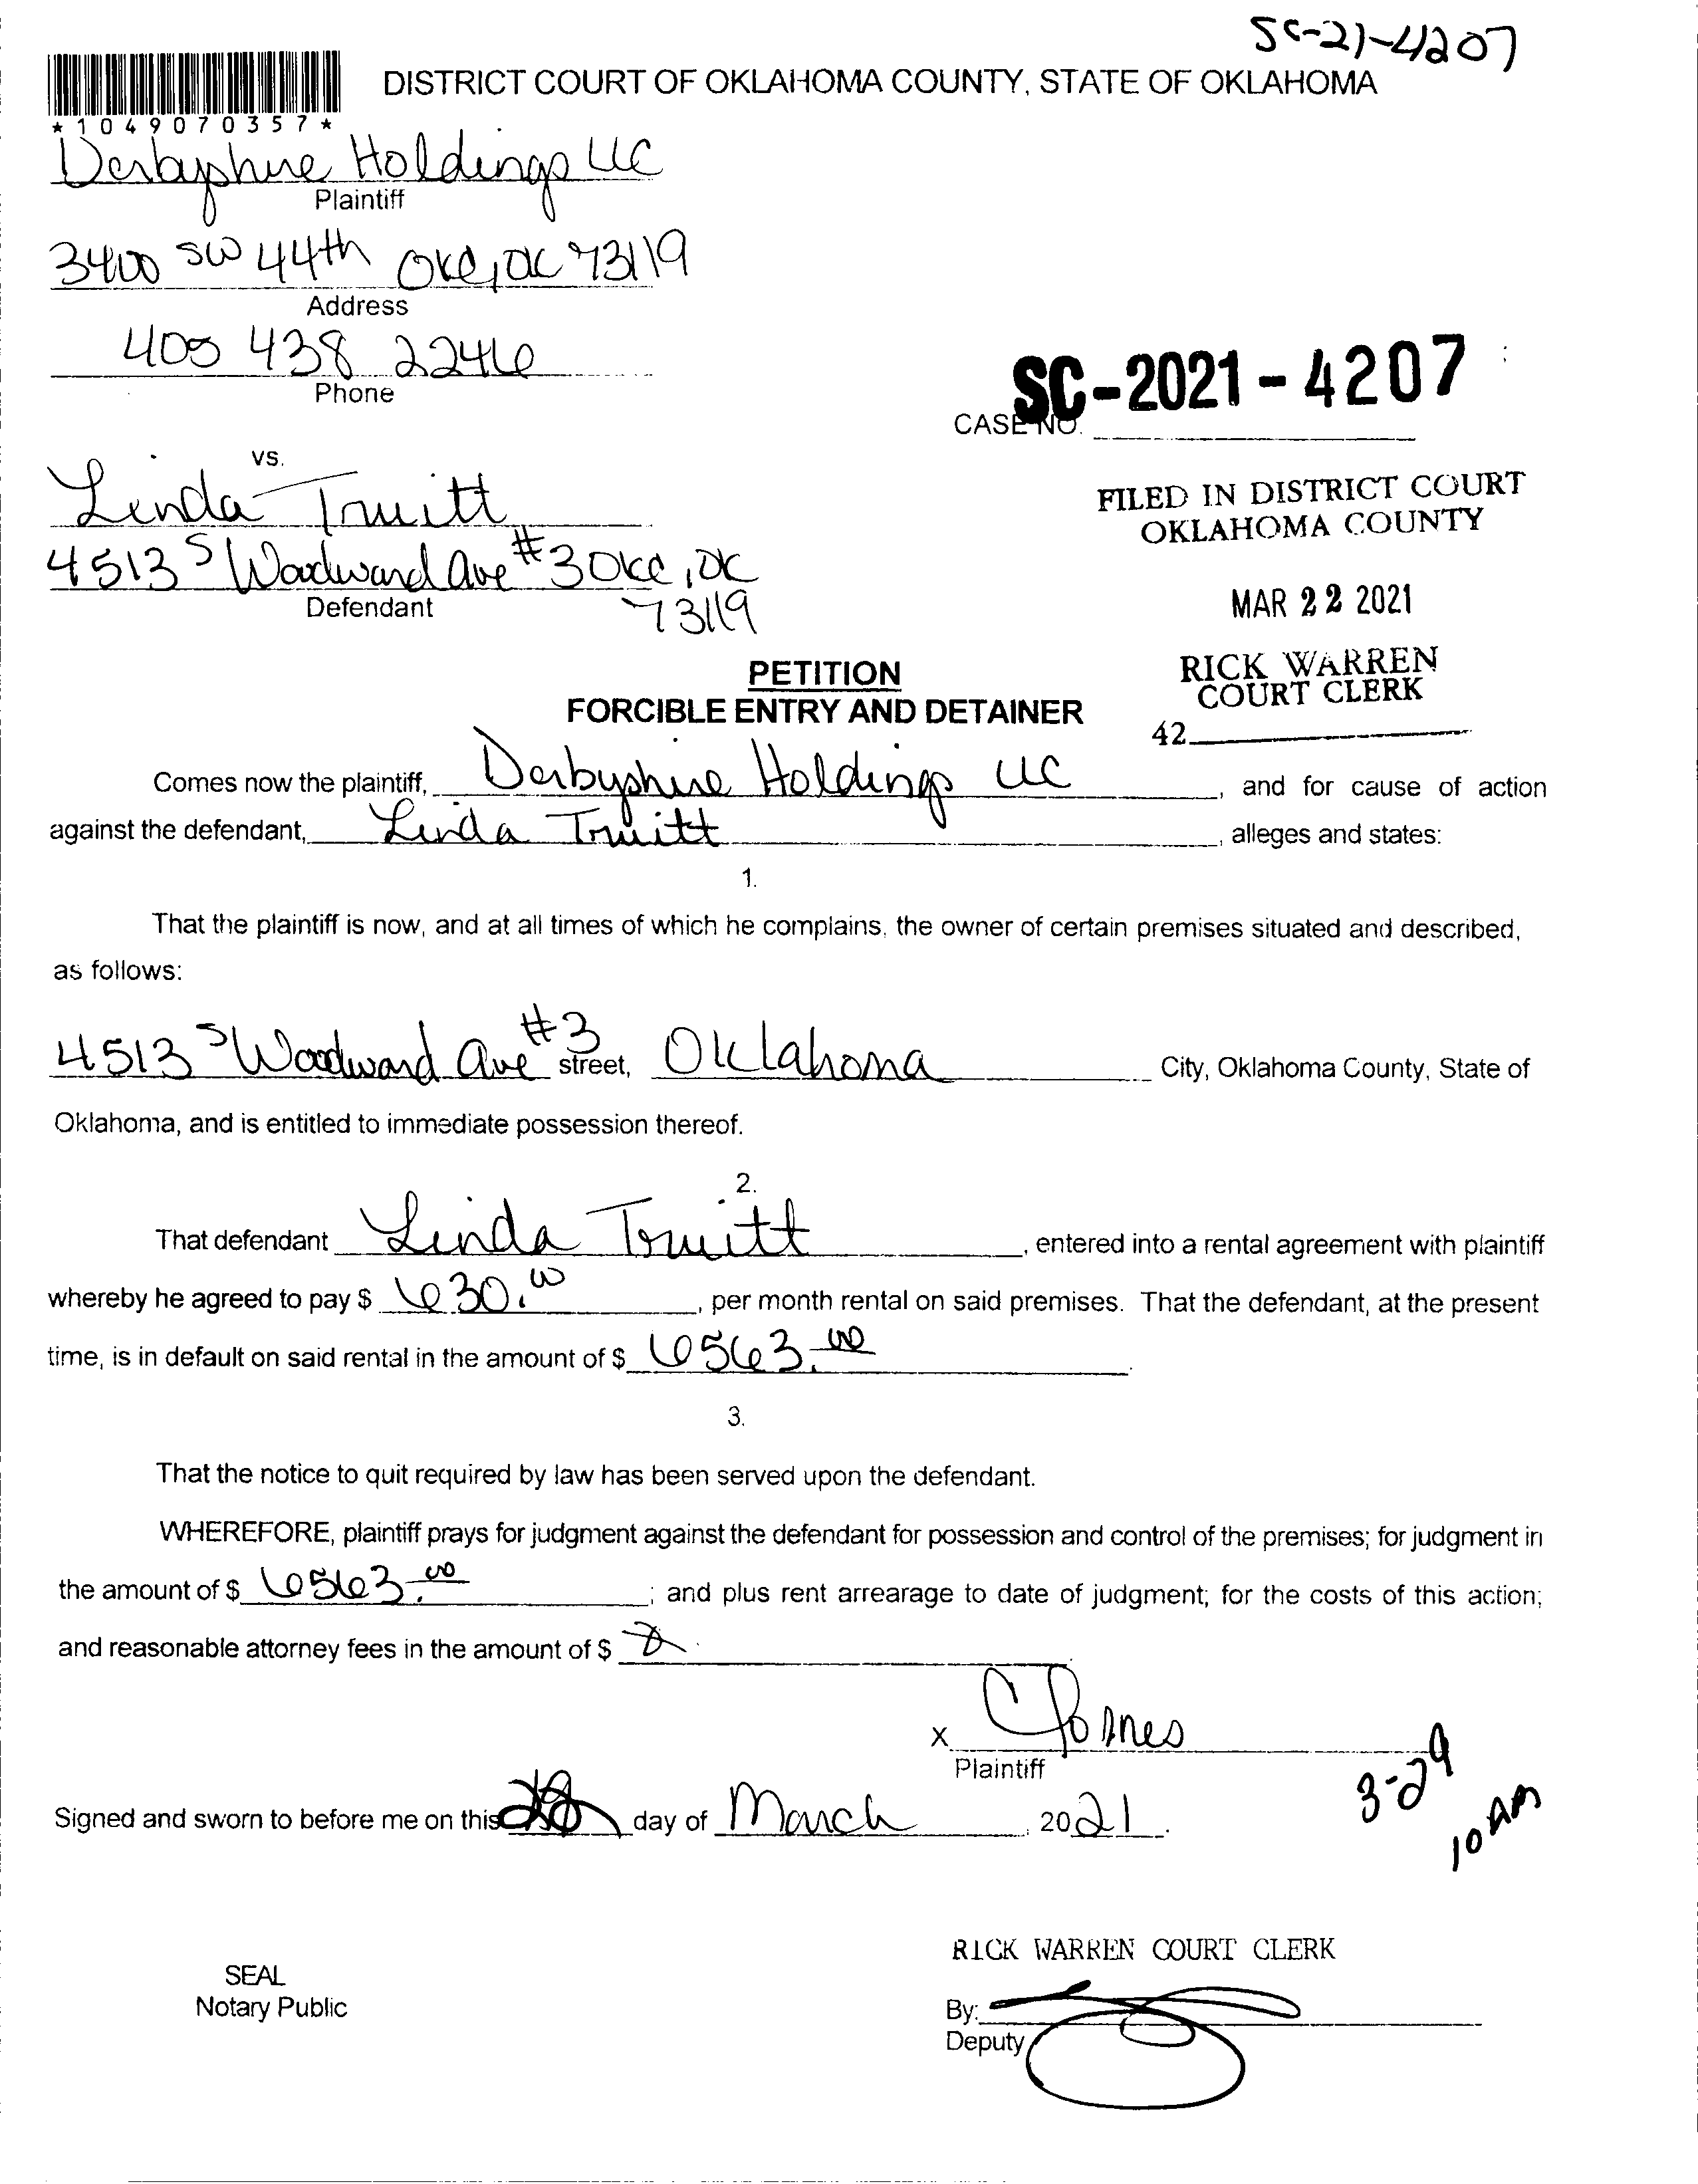 SC-21-4207
DISTRICT COURT OF OKLAHOMA COUNTY, STATE OF OKLAHOMA
*1049070357*
Derbyshire Holdings LLC
Plaintiff
3400 SW 44th OKC, OK 73119
Address
405 438 2246
Phone
SC-2021-4207
CASE NO.
vs.
Linda Truitt
4513 S Woodward Ave #3 OKC, OK
73119
Defendant
FILED IN DISTRICT COURT
OKLAHOMA COUNTY
MAR 22 2021
RICK WARREN
COURT CLERK
42
PETITION
FORCIBLE ENTRY AND DETAINER
Comes now the plaintiff, Derbyshire Holdings LLC, and for cause of action
against the defendant, Linda Truitt, alleges and states:
1.
That the plaintiff is now, and at all times of which he complains, the owner of certain premises situated and described,
as follows:
4513 S Woodward Ave #3 street, Oklahoma City, Oklahoma County, State of
Oklahoma, and is entitled to immediate possession thereof.
2.
That defendant Linda Truitt, entered into a rental agreement with plaintiff
whereby he agreed to pay $ 630.00, per month rental on said premises. That the defendant, at the present
time, is in default on said rental in the amount of $ 6563.00.
3.
That the notice to quit required by law has been served upon the defendant.
WHEREFORE, plaintiff prays for judgment against the defendant for possession and control of the premises; for judgment in
the amount of $ 6563.00; and plus rent arrearage to date of judgment; for the costs of this action;
and reasonable attorney fees in the amount of $
X
Plaintiff
3-29
10 AM
Signed and sworn to before me on this day of March, 2021.
RICK WARREN COURT CLERK
SEAL
Notary Public
By:
Deputy